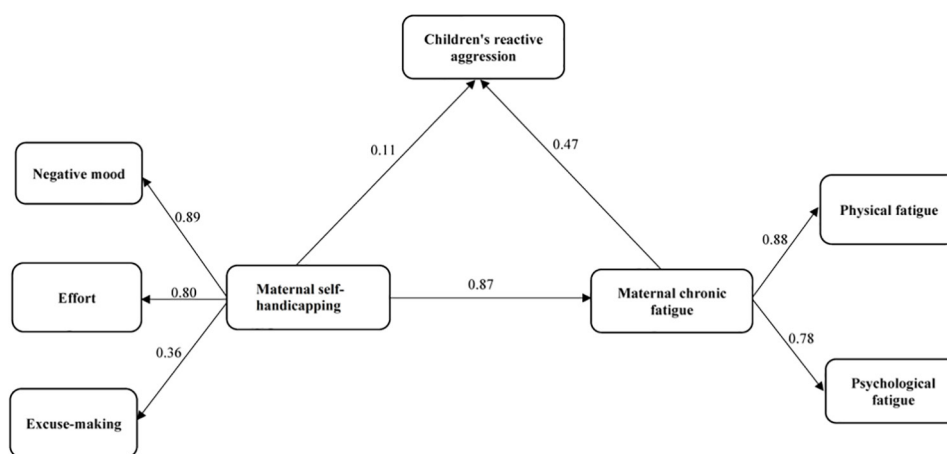 Children's reactive
aggression
0.11
0.47
Negative mood
Physical fatigue
0.89
0.88
Effort
0.80
Maternal self-
handicapping
0.87
Maternal chronic
fatigue
0.36
0.78
Excuse-making
Psychological
fatigue